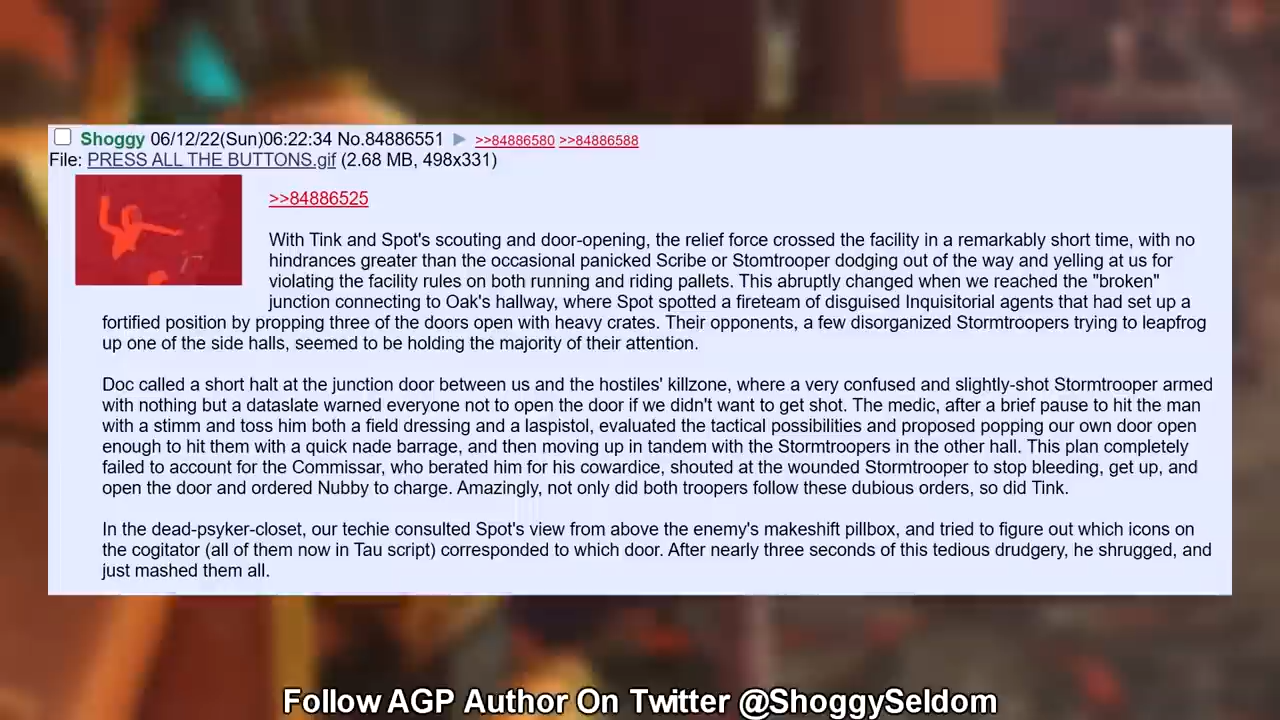 Shoggy 06/12/22(Sun)06:22:34 No.84886551 ▶ >>84886580 >>84886588
File: PRESS ALL THE BUTTONS.gif (2.68 MB, 498x331)
>>84886525
With Tink and Spot's scouting and door-opening, the relief force crossed the facility in a remarkably short time, with no
hindrances greater than the occasional panicked Scribe or Stomtrooper dodging out of the way and yelling at us for
violating the facility rules on both running and riding pallets. This abruptly changed when we reached the "broken"
junction connecting to Oak's hallway, where Spot spotted a fireteam of disguised Inquisitorial agents that had set up a
fortified position by propping three of the doors open with heavy crates. Their opponents, a few disorganized Stormtroopers trying to leapfrog
up one of the side halls, seemed to be holding the majority of their attention.
Doc called a short halt at the junction door between us and the hostiles' killzone, where a very confused and slightly-shot Stormtrooper armed
with nothing but a dataslate warned everyone not to open the door if we didn't want to get shot. The medic, after a brief pause to hit the man
with a stimm and toss him both a field dressing and a laspistol, evaluated the tactical possibilities and proposed popping our own door open
enough to hit them with a quick nade barrage, and then moving up in tandem with the Stormtroopers in the other hall. This plan completely
failed to account for the Commissar, who berated him for his cowardice, shouted at the wounded Stormtrooper to stop bleeding, get up, and
open the door and ordered Nubby to charge. Amazingly, not only did both troopers follow these dubious orders, so did Tink.
In the dead-psyker-closet, our techie consulted Spot's view from above the enemy's makeshift pillbox, and tried to figure out which icons on
the cogitator (all of them now in Tau script) corresponded to which door. After nearly three seconds of this tedious drudgery, he shrugged, and
just mashed them all.
Follow AGP Author On Twitter @ShoggySeldom